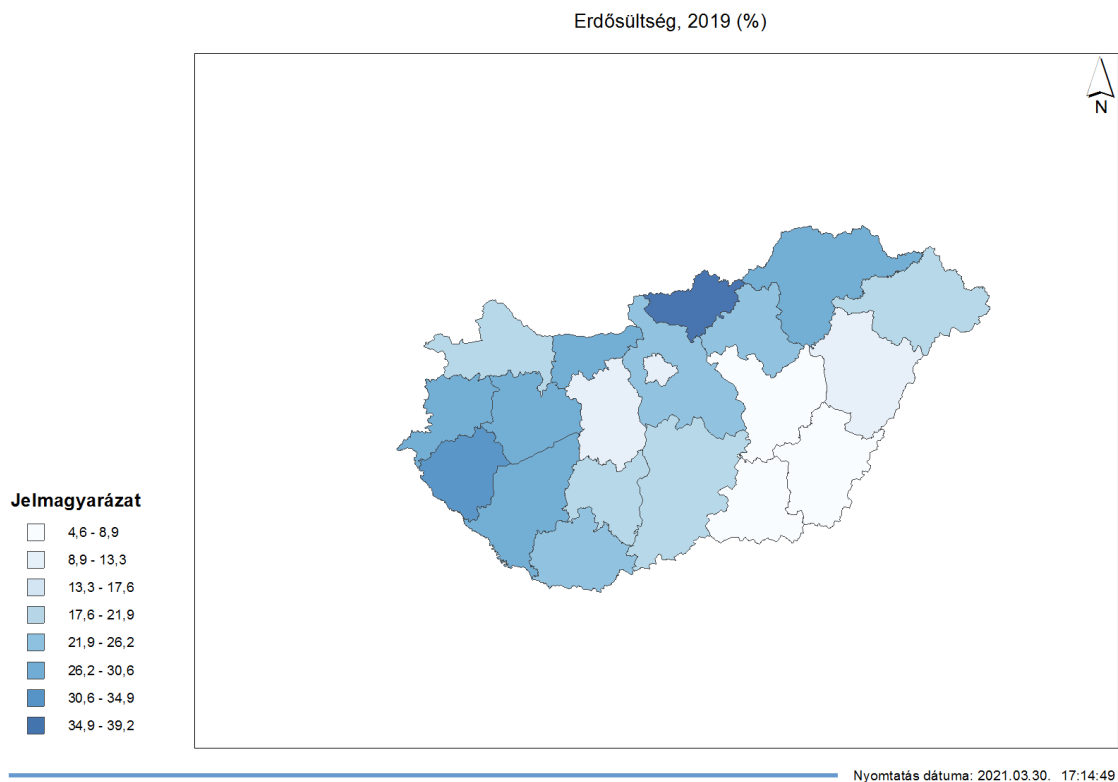 Erdősültség, 2019 (%)
N
Jelmagyarázat
4,6 - 8,9
8,9 - 13,3
13,3 - 17,6
17,6 - 21,9
21,9 - 26,2
26,2 - 30,6
30,6 - 34,9
34,9 - 39,2
Nyomtatás dátuma: 2021.03.30. 17:14:49